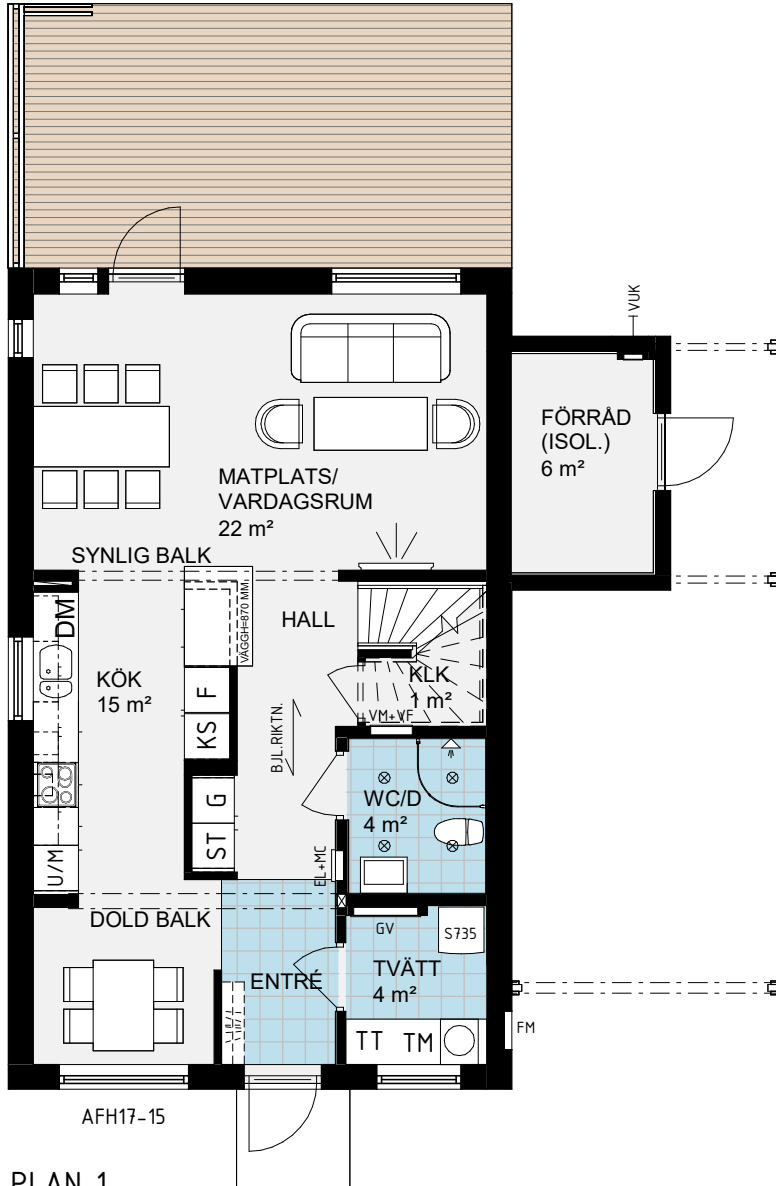 VUK
FÖRRÅD
(ISOL.)
6 m²
MATPLATS/
VARDAGSRUM
22 m²
SYNLIG BALK
VÄGGH=870 MM
DM
HALL
KÖK
15 m²
F
KS
KLK
1 m²
VM+VF
BJL.RIKTN.
G
ST
WC/D
4 m²
U/M
EL+MC
DOLD BALK
GV
S735
ENTRÉ
TVÄTT
4 m²
TT
TM
FM
AFH17-15
PLAN 1